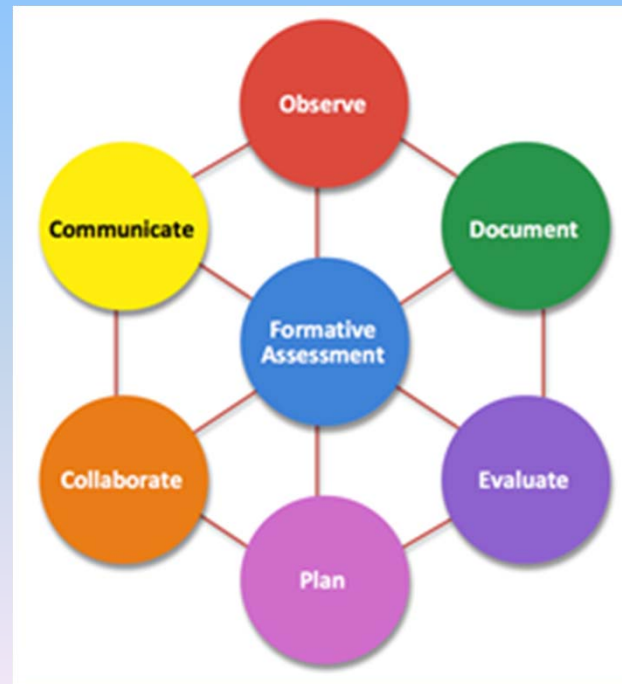 Observe
Communicate
Document
Formative
Assessment
Collaborate
Evaluate
Plan